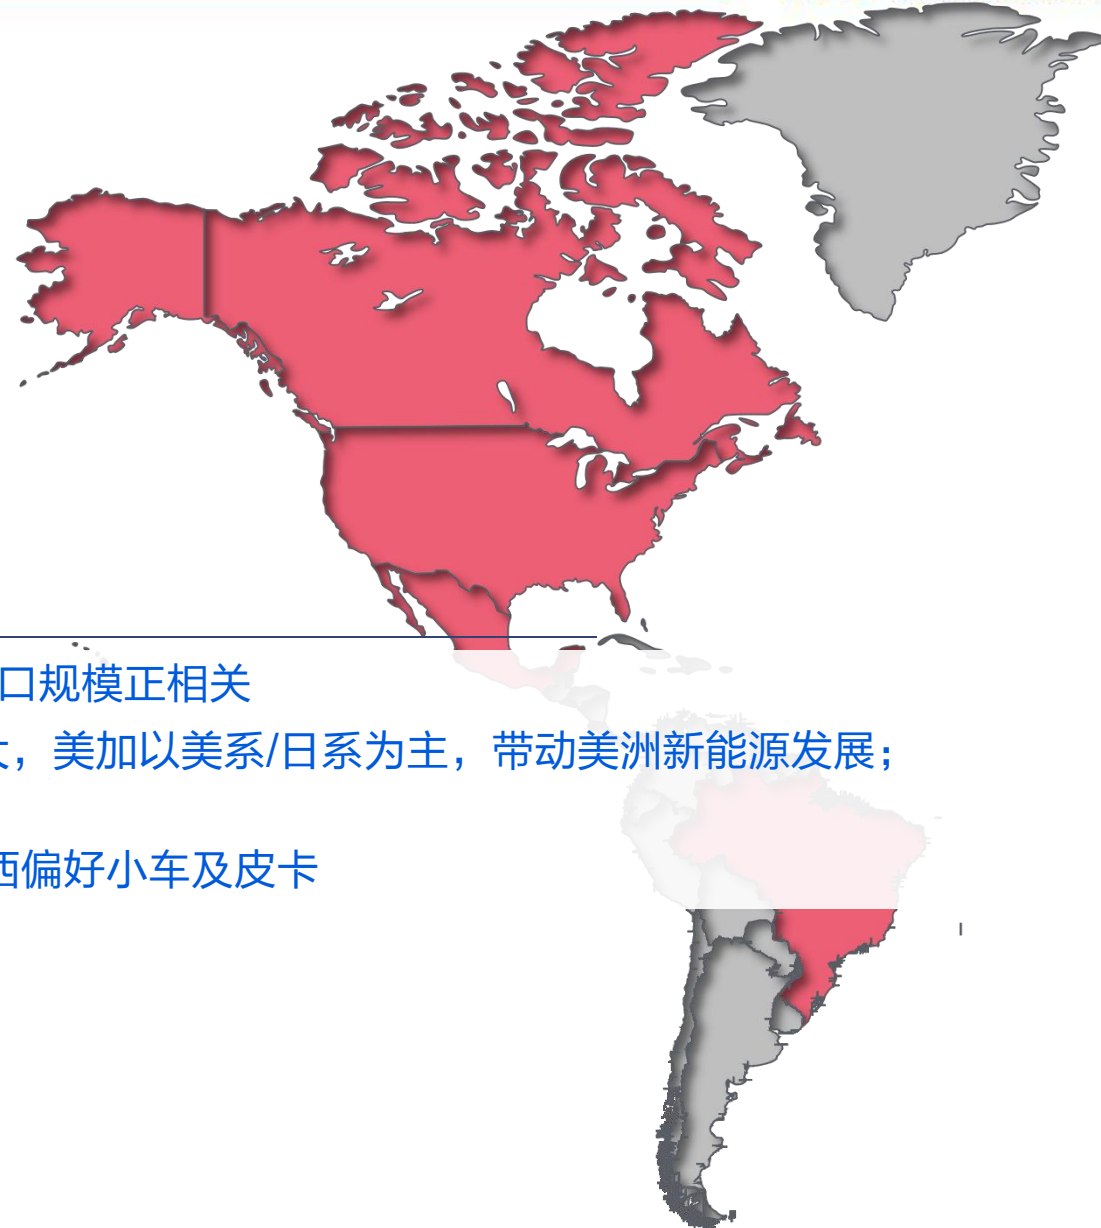 口规模正相关
大，美加以美系/日系为主，带动美洲新能源发展；
西偏好小车及皮卡